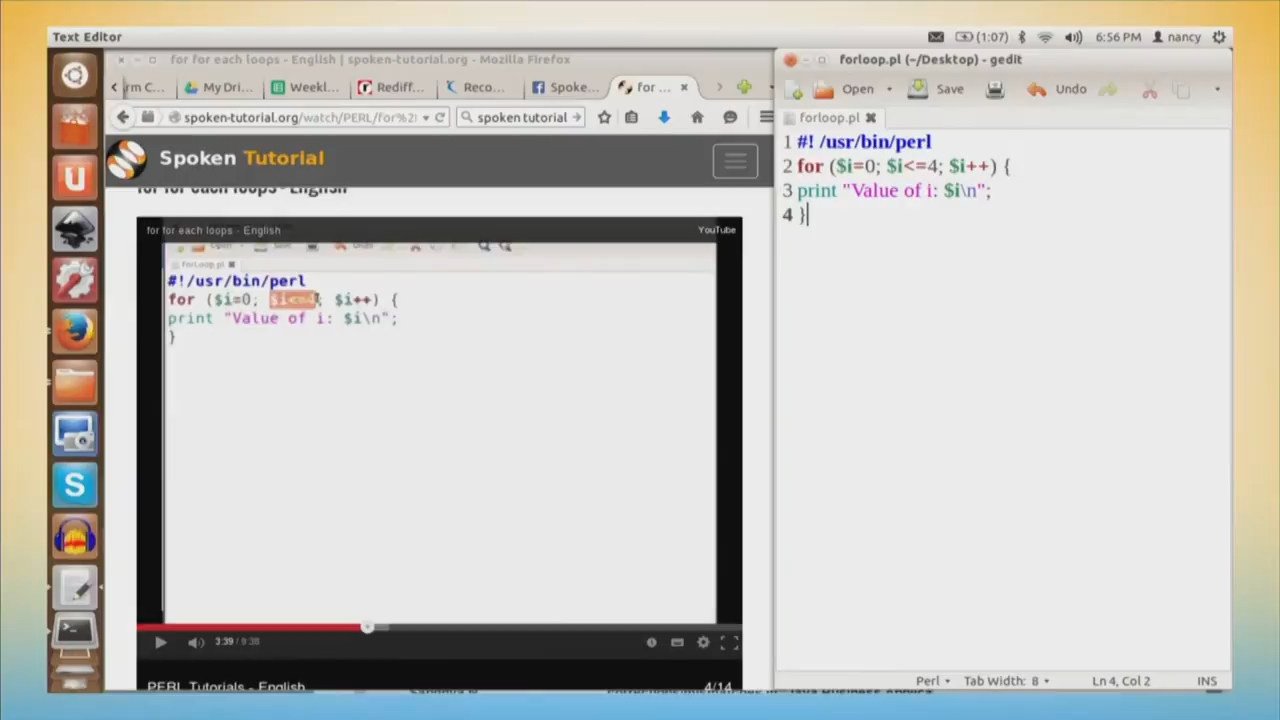 Text Editor
(1:07)
6:56 PM
nancy
for for each loops - English | spoken-tutorial.org - Mozilla Firefox
rm C...
My Dri...
Weekl...
Rediff...
Reco...
Spoke...
for ...
spoken-tutorial.org/watch/PERL/for%2
spoken tutorial
Spoken Tutorial
for for each loops - English
for for each loops - English
YouTube
forLoop.pl
#!/usr/bin/perl
for ($i=0; $i<=4; $i++) {
print "Value of i: $i\n";
}
3:39 / 9:38
PERL Tutorials - English
4/14
forloop.pl (~/Desktop) - gedit
Open
Save
Undo
forloop.pl
1 #! /usr/bin/perl
2 for ($i=0; $i<=4; $i++) {
3 print "Value of i: $i\n";
4 }
Perl
Tab Width: 8
Ln 4, Col 2
INS